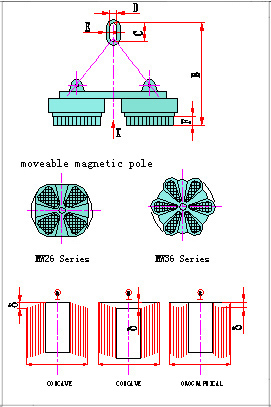 D
E
C
B
F
K
moveable magnetic pole
MW26 Series
MW36 Series
CONCAVE
CONCAVE